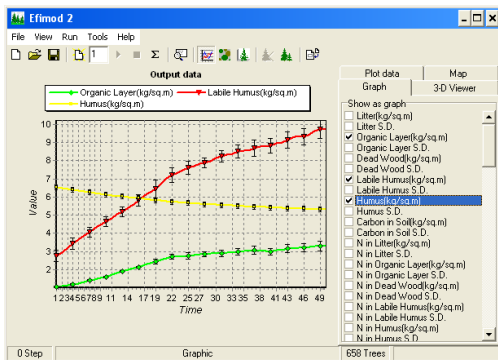 Efimod 2
File View Run Tools Help
1 Σ
Output data
Organic Layer(kg/sq.m) Labile Humus(kg/sq.m)
Humus(kg/sq.m)
10
9
8
7
6
5
4
3
2
Value
1 2 3 4 5 6 7 8 9 11 14 17 19 22 25 27 30 33 35 38 41 43 46 49
Time
Plot data Map
Graph 3-D Viewer
Show as graph
Litter(kg/sq.m)
Litter S.D.
Organic Layer(kg/sq.m)
Organic Layer S.D.
Dead Wood(kg/sq.m)
Dead Wood S.D.
Labile Humus(kg/sq.m)
Labile Humus S.D.
Humus(kg/sq.m)
Humus S.D.
Carbon in Soil(kg/sq.m)
Carbon in Soil S.D.
N in Litter(kg/sq.m)
N in Litter S.D.
N in Organic Layer(kg/sq.m)
N in Organic Layer S.D.
N in Dead Wood(kg/sq.m)
N in Dead Wood S.D.
N in Labile Humus(kg/sq.m)
N in Labile Humus S.D.
N in Humus(kg/sq.m)
N in Humus S.D.
0 Step Graphic 658 Trees